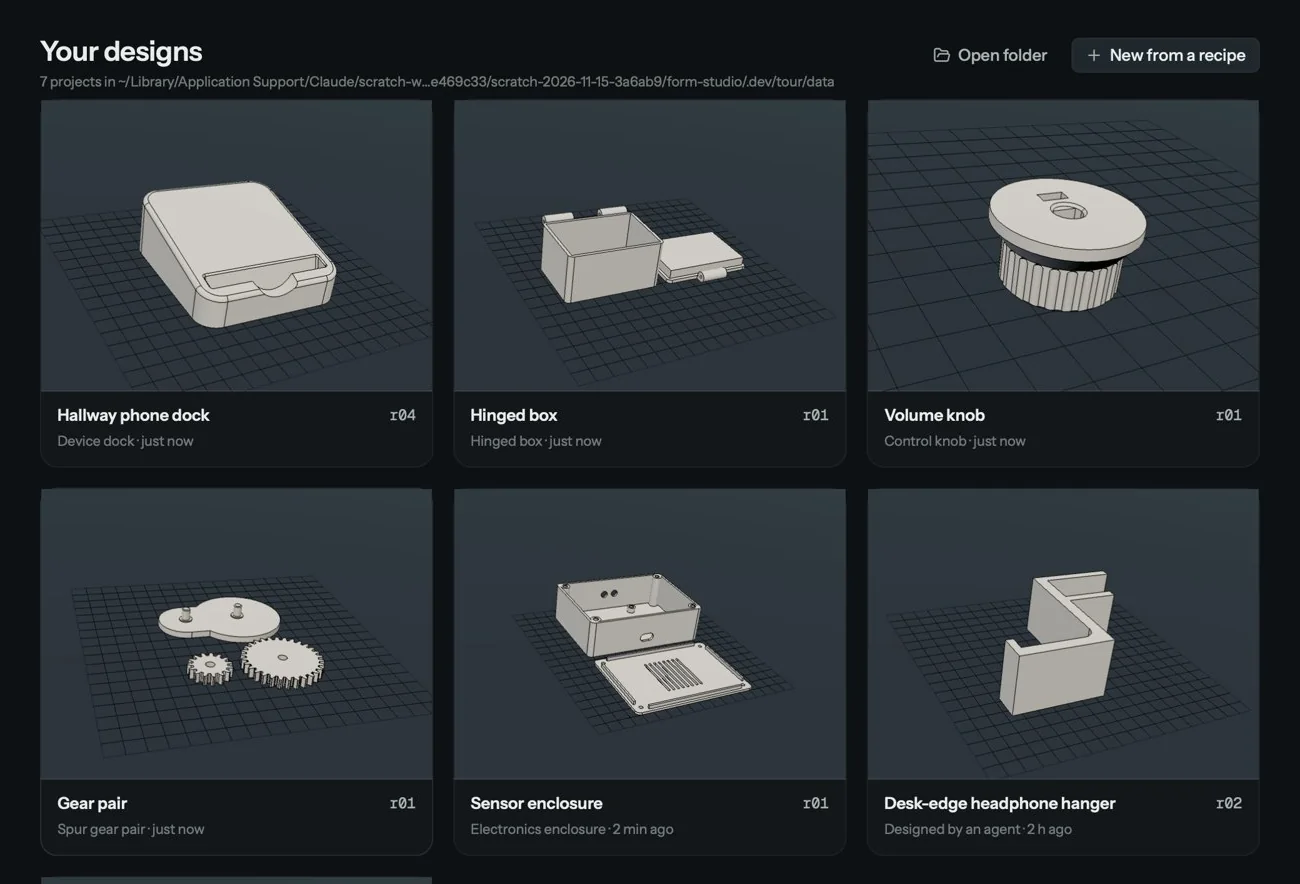 Your designs
Open folder
+ New from a recipe
7 projects in ~/Library/Application Support/Claude/scratch-w...e469c33/scratch-2026-11-15-3a6ab9/form-studio/.dev/tour/data
Hallway phone dock r04
Device dock · just now
Hinged box r01
Hinged box · just now
Volume knob r01
Control knob · just now
Gear pair r01
Spur gear pair · just now
Sensor enclosure r01
Electronics enclosure · 2 min ago
Desk-edge headphone hanger r02
Designed by an agent · 2 h ago